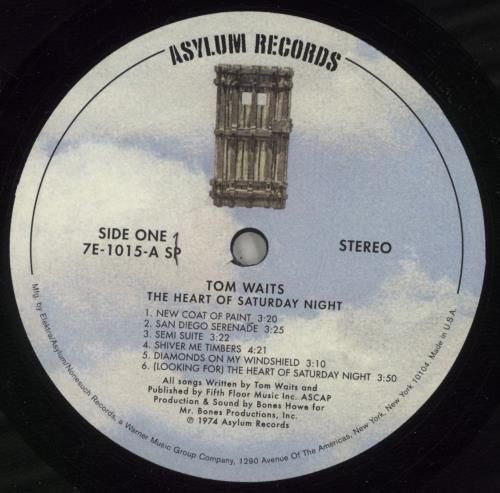 ASYLUM RECORDS
SIDE ONE
7E-1015-A SP
STEREO
TOM WAITS
THE HEART OF SATURDAY NIGHT
1. NEW COAT OF PAINT 3:20
2. SAN DIEGO SERENADE 3:25
3. SEMI SUITE 3:22
4. SHIVER ME TIMBERS 4:21
5. DIAMONDS ON MY WINDSHIELD 3:10
6. (LOOKING FOR) THE HEART OF SATURDAY NIGHT 3:50
All songs Written by Tom Waits and
Published by Fifth Floor Music Inc. ASCAP
Production & Sound by Bones Howe for
Mr. Bones Productions, Inc.
℗ 1974 Asylum Records
Mfg. by Elektra/Asylum/Nonesuch Records, a Warner Music Group Company, 1290 Avenue Of The Americas, New York, New York 10104 Made in U.S.A.